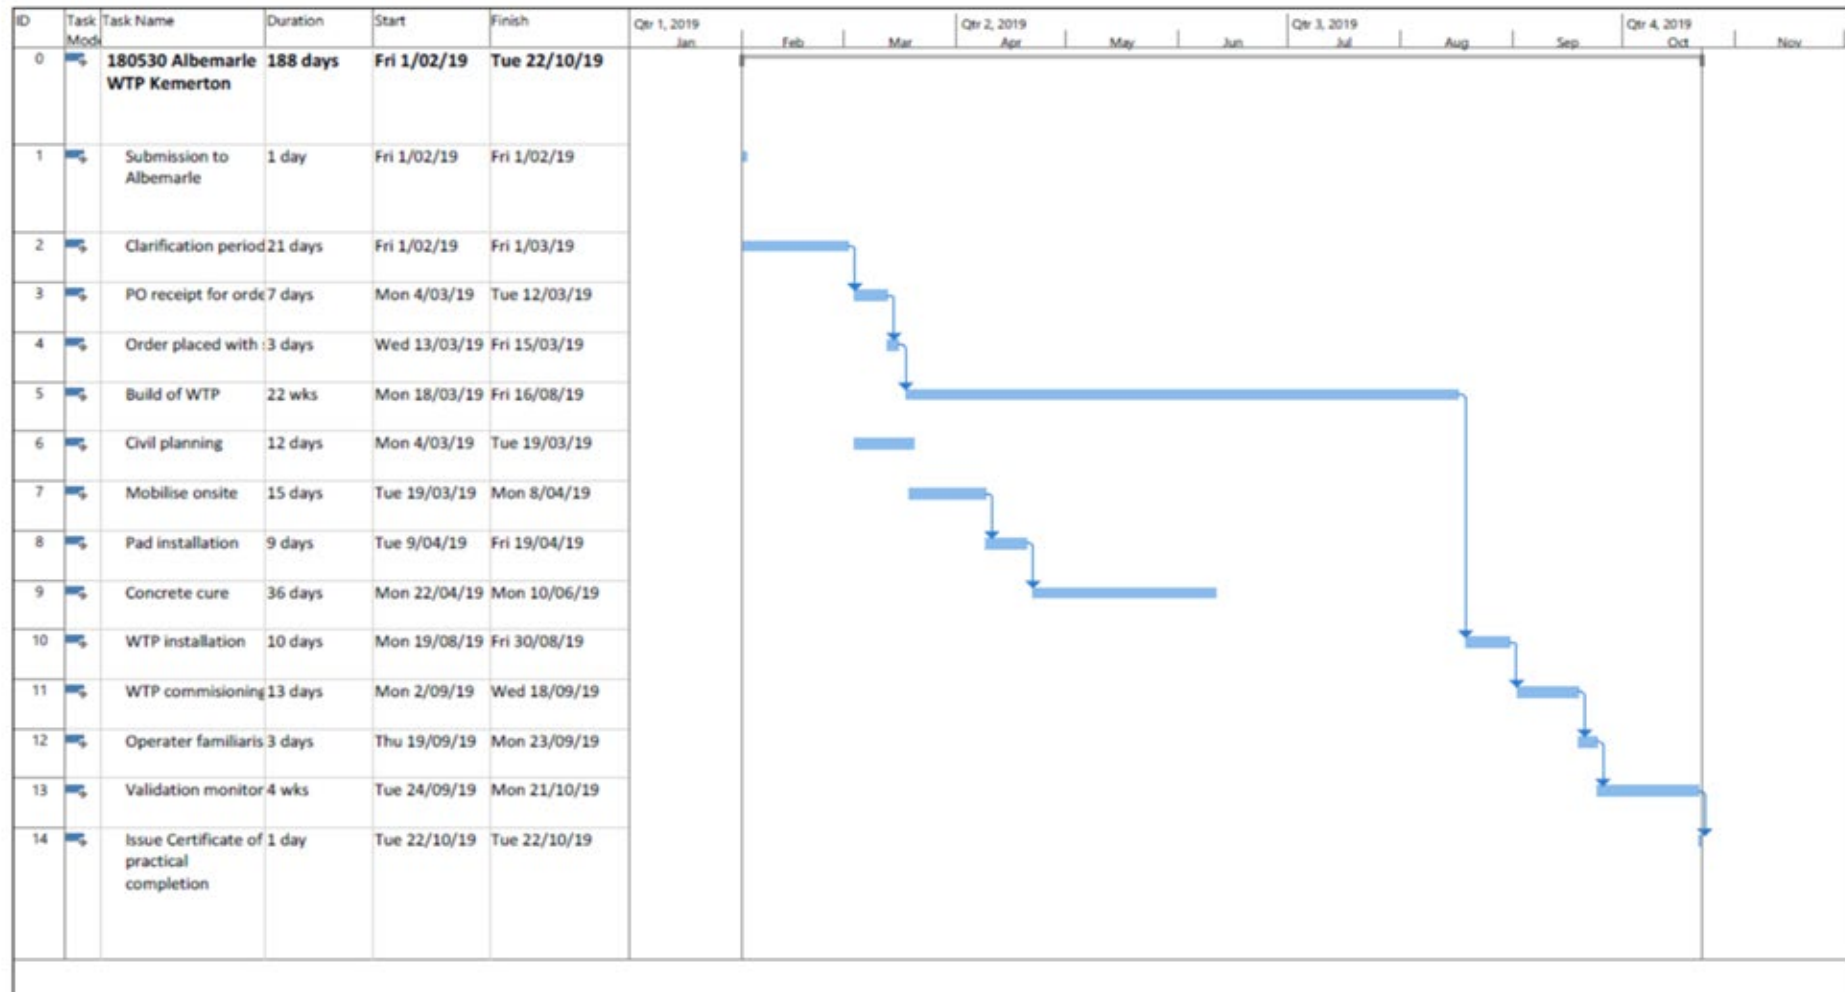 ID Task Task Name Duration Start Finish Qtr 1, 2019 Qtr 2, 2019 Qtr 3, 2019 Qtr 4, 2019
Mode Jan Feb Mar Apr May Jun Jul Aug Sep Oct Nov
0 180530 Albemarle 188 days Fri 1/02/19 Tue 22/10/19
WTP Kemerton
1 Submission to 1 day Fri 1/02/19 Fri 1/02/19
Albemarle
2 Clarification period 21 days Fri 1/02/19 Fri 1/03/19
3 PO receipt for orde 7 days Mon 4/03/19 Tue 12/03/19
4 Order placed with 3 days Wed 13/03/19 Fri 15/03/19
5 Build of WTP 22 wks Mon 18/03/19 Fri 16/08/19
6 Civil planning 12 days Mon 4/03/19 Tue 19/03/19
7 Mobilise onsite 15 days Tue 19/03/19 Mon 8/04/19
8 Pad installation 9 days Tue 9/04/19 Fri 19/04/19
9 Concrete cure 36 days Mon 22/04/19 Mon 10/06/19
10 WTP installation 10 days Mon 19/08/19 Fri 30/08/19
11 WTP commisioning 13 days Mon 2/09/19 Wed 18/09/19
12 Operater familiaris 3 days Thu 19/09/19 Mon 23/09/19
13 Validation monitor 4 wks Tue 24/09/19 Mon 21/10/19
14 Issue Certificate of 1 day Tue 22/10/19 Tue 22/10/19
practical
completion